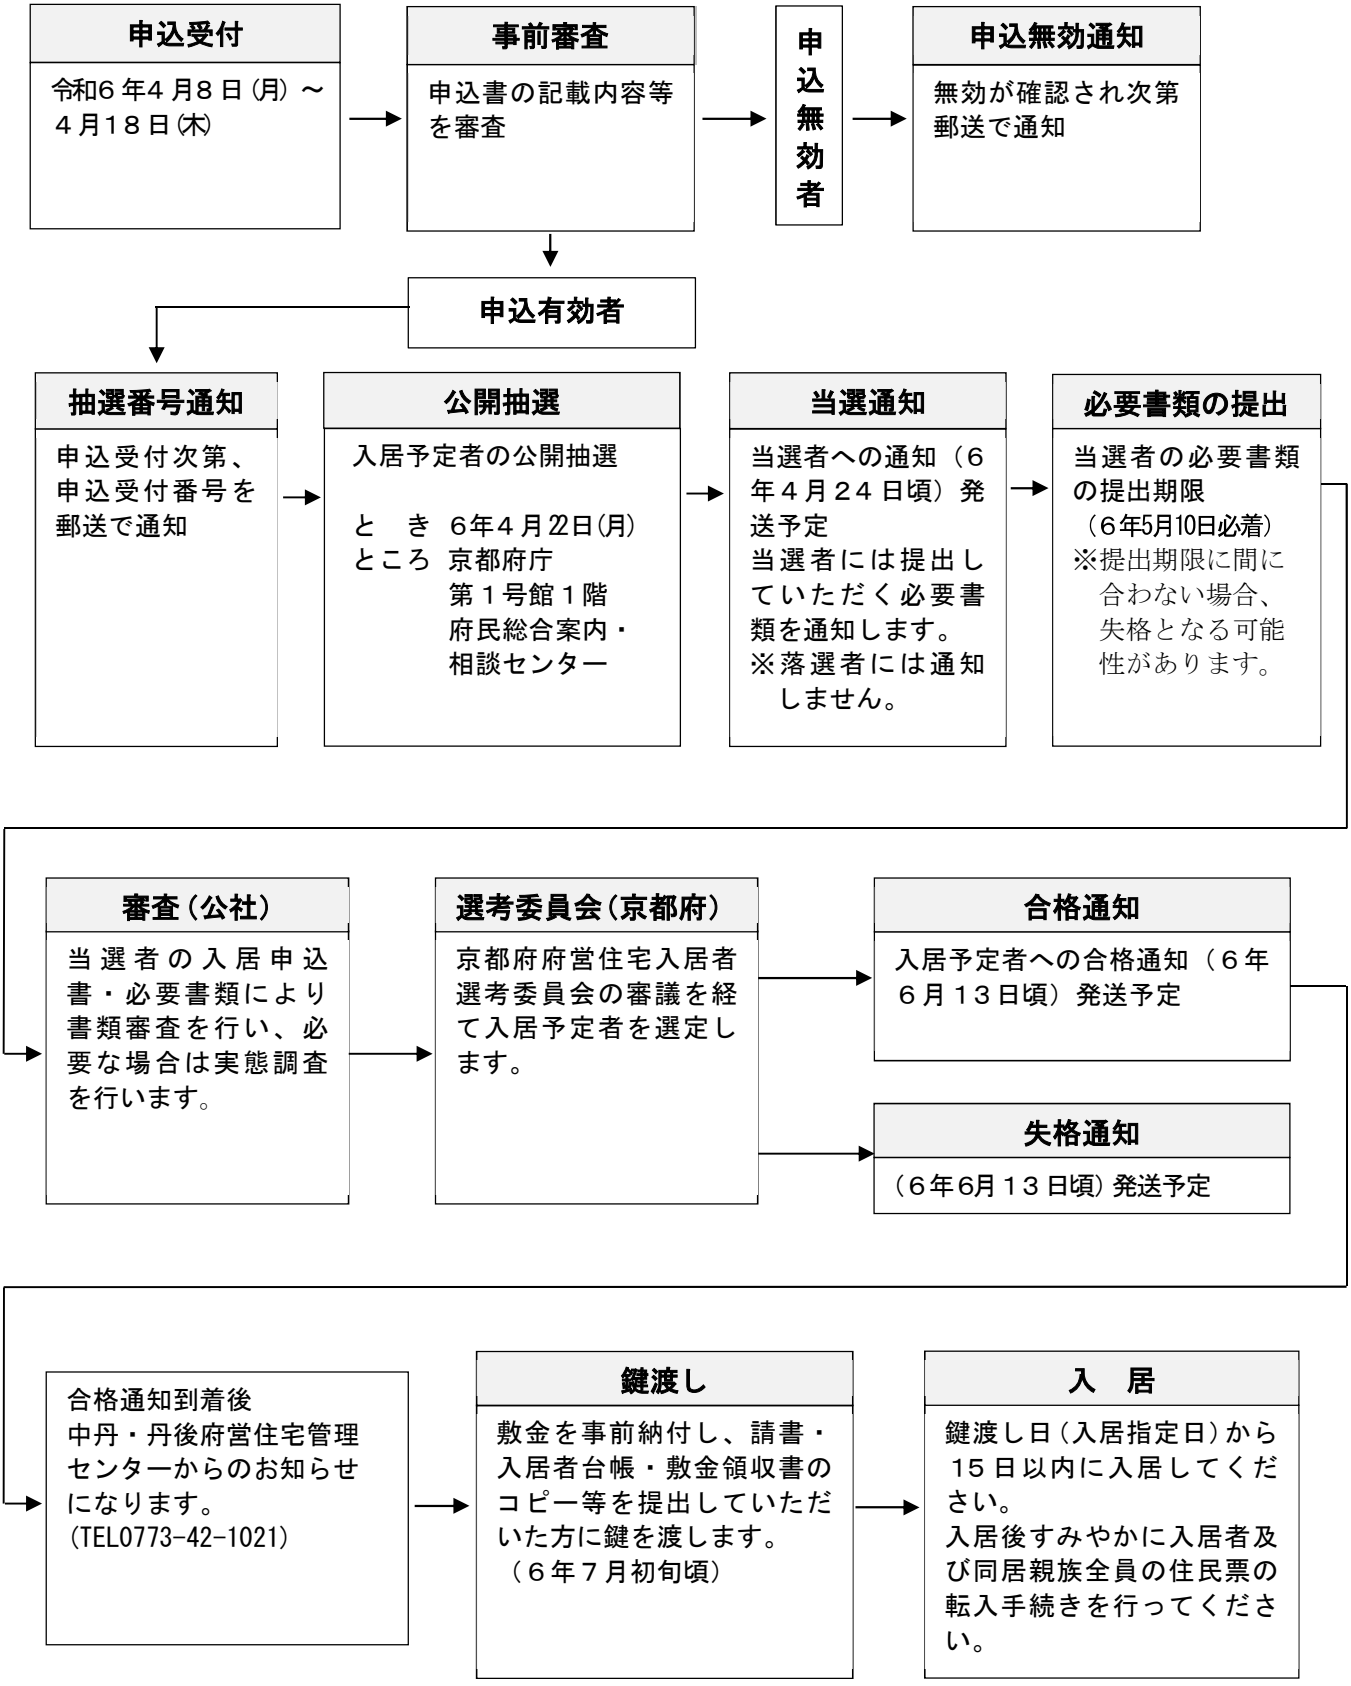 申込受付
令和6年4月8日(月)～
4月18日(木)
事前審査
申込書の記載内容等
を審査
申込無効者
申込無効通知
無効が確認され次第
郵送で通知
申込有効者
抽選番号通知
申込受付次第、
申込受付番号を
郵送で通知
公開抽選
入居予定者の公開抽選
と　き 6年4月22日(月)
ところ 京都府庁
第1号館1階
府民総合案内・
相談センター
当選通知
当選者への通知（6
年4月24日頃）発
送予定
当選者には提出し
ていただく必要書
類を通知します。
※落選者には通知
しません。
必要書類の提出
当選者の必要書類
の提出期限
（6年5月10日必着）
※提出期限に間に
合わない場合、
失格となる可能
性があります。
審査（公社）
当選者の入居申込
書・必要書類により
書類審査を行い、必
要な場合は実態調査
を行います。
選考委員会（京都府）
京都府府営住宅入居者
選考委員会の審議を経
て入居予定者を選定し
ます。
合格通知
入居予定者への合格通知（6年
6月13日頃）発送予定
失格通知
（6年6月13日頃）発送予定
合格通知到着後
中丹・丹後府営住宅管理
センターからのお知らせ
になります。
(TEL0773-42-1021)
鍵渡し
敷金を事前納付し、請書・
入居者台帳・敷金領収書の
コピー等を提出していただ
いた方に鍵を渡します。
（6年7月初旬頃）
入　居
鍵渡し日（入居指定日）から
15日以内に入居してくだ
さい。
入居後すみやかに入居者及
び同居親族全員の住民票の
転入手続きを行ってくださ
い。